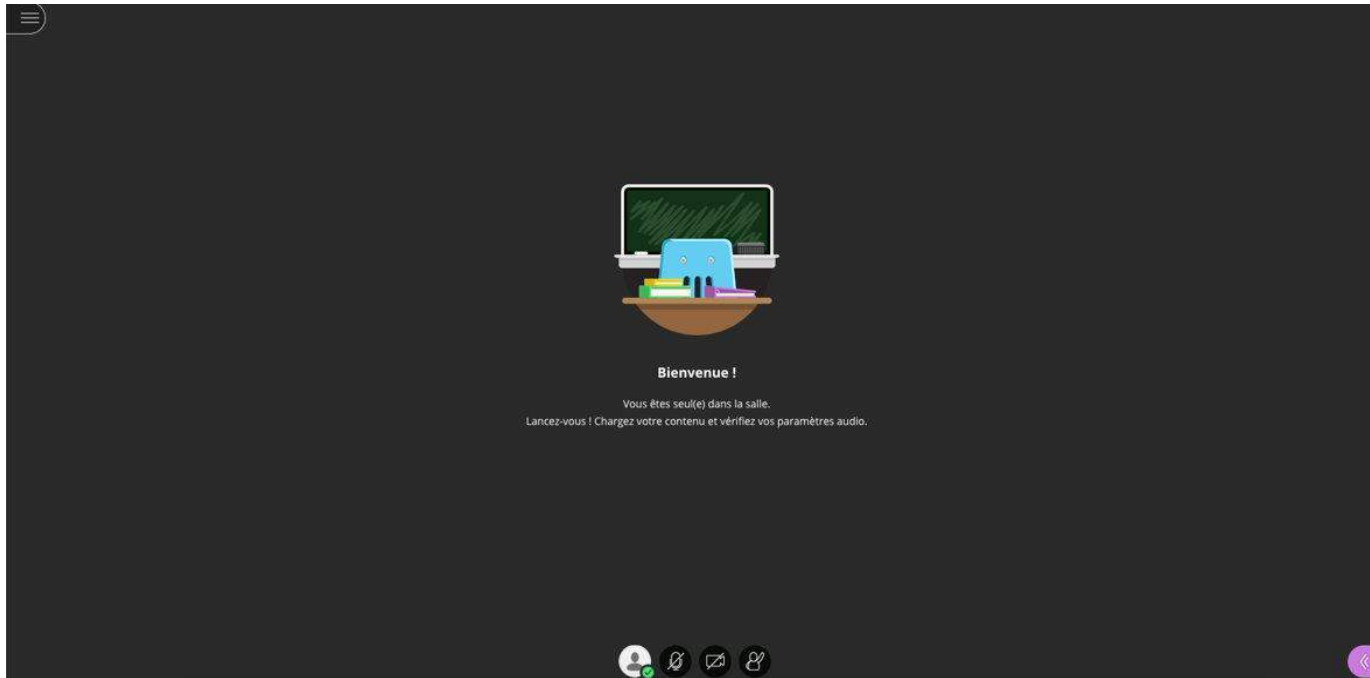 Bienvenue !
Vous êtes seul(e) dans la salle.
Lancez-vous ! Chargez votre contenu et vérifiez vos paramètres audio.